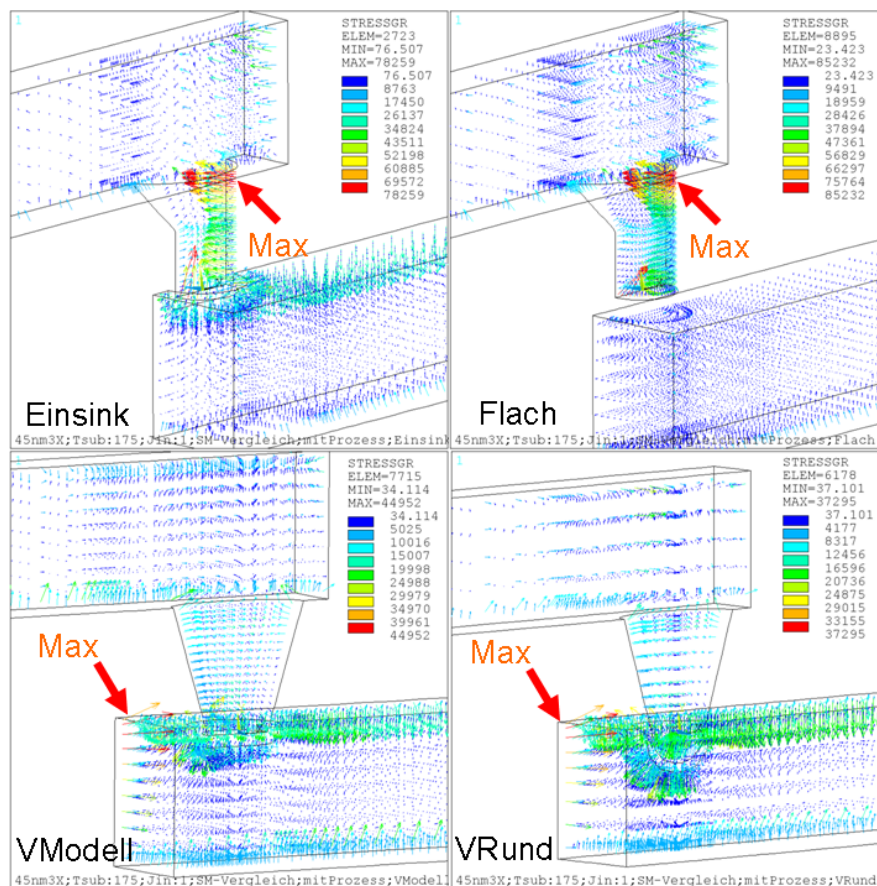 1
STRESSGR
ELEM=2723
MIN=76.507
MAX=78259
76.507
8763
17450
26137
34824
43511
52198
60885
69572
78259
Max
Einsink
45nm3X;Tsub:175;Jin:1;SM-Vergleich;mitProzess;Einsink
1
STRESSGR
ELEM=8895
MIN=23.423
MAX=85232
23.423
9491
18959
28426
37894
47361
56829
66297
75764
85232
Max
Flach
45nm3X;Tsub:175;Jin:1;SM-Vergleich;mitProzess;Flach
1
STRESSGR
ELEM=7715
MIN=34.114
MAX=44952
34.114
5025
10016
15007
19998
24988
29979
34970
39961
44952
Max
VModell
45nm3X;Tsub:175;Jin:1;SM-Vergleich;mitProzess;VModell
1
STRESSGR
ELEM=6178
MIN=37.101
MAX=37295
37.101
4177
8317
12456
16596
20736
24875
29015
33155
37295
Max
VRund
45nm3X;Tsub:175;Jin:1;SM-Vergleich;mitProzess;VRund